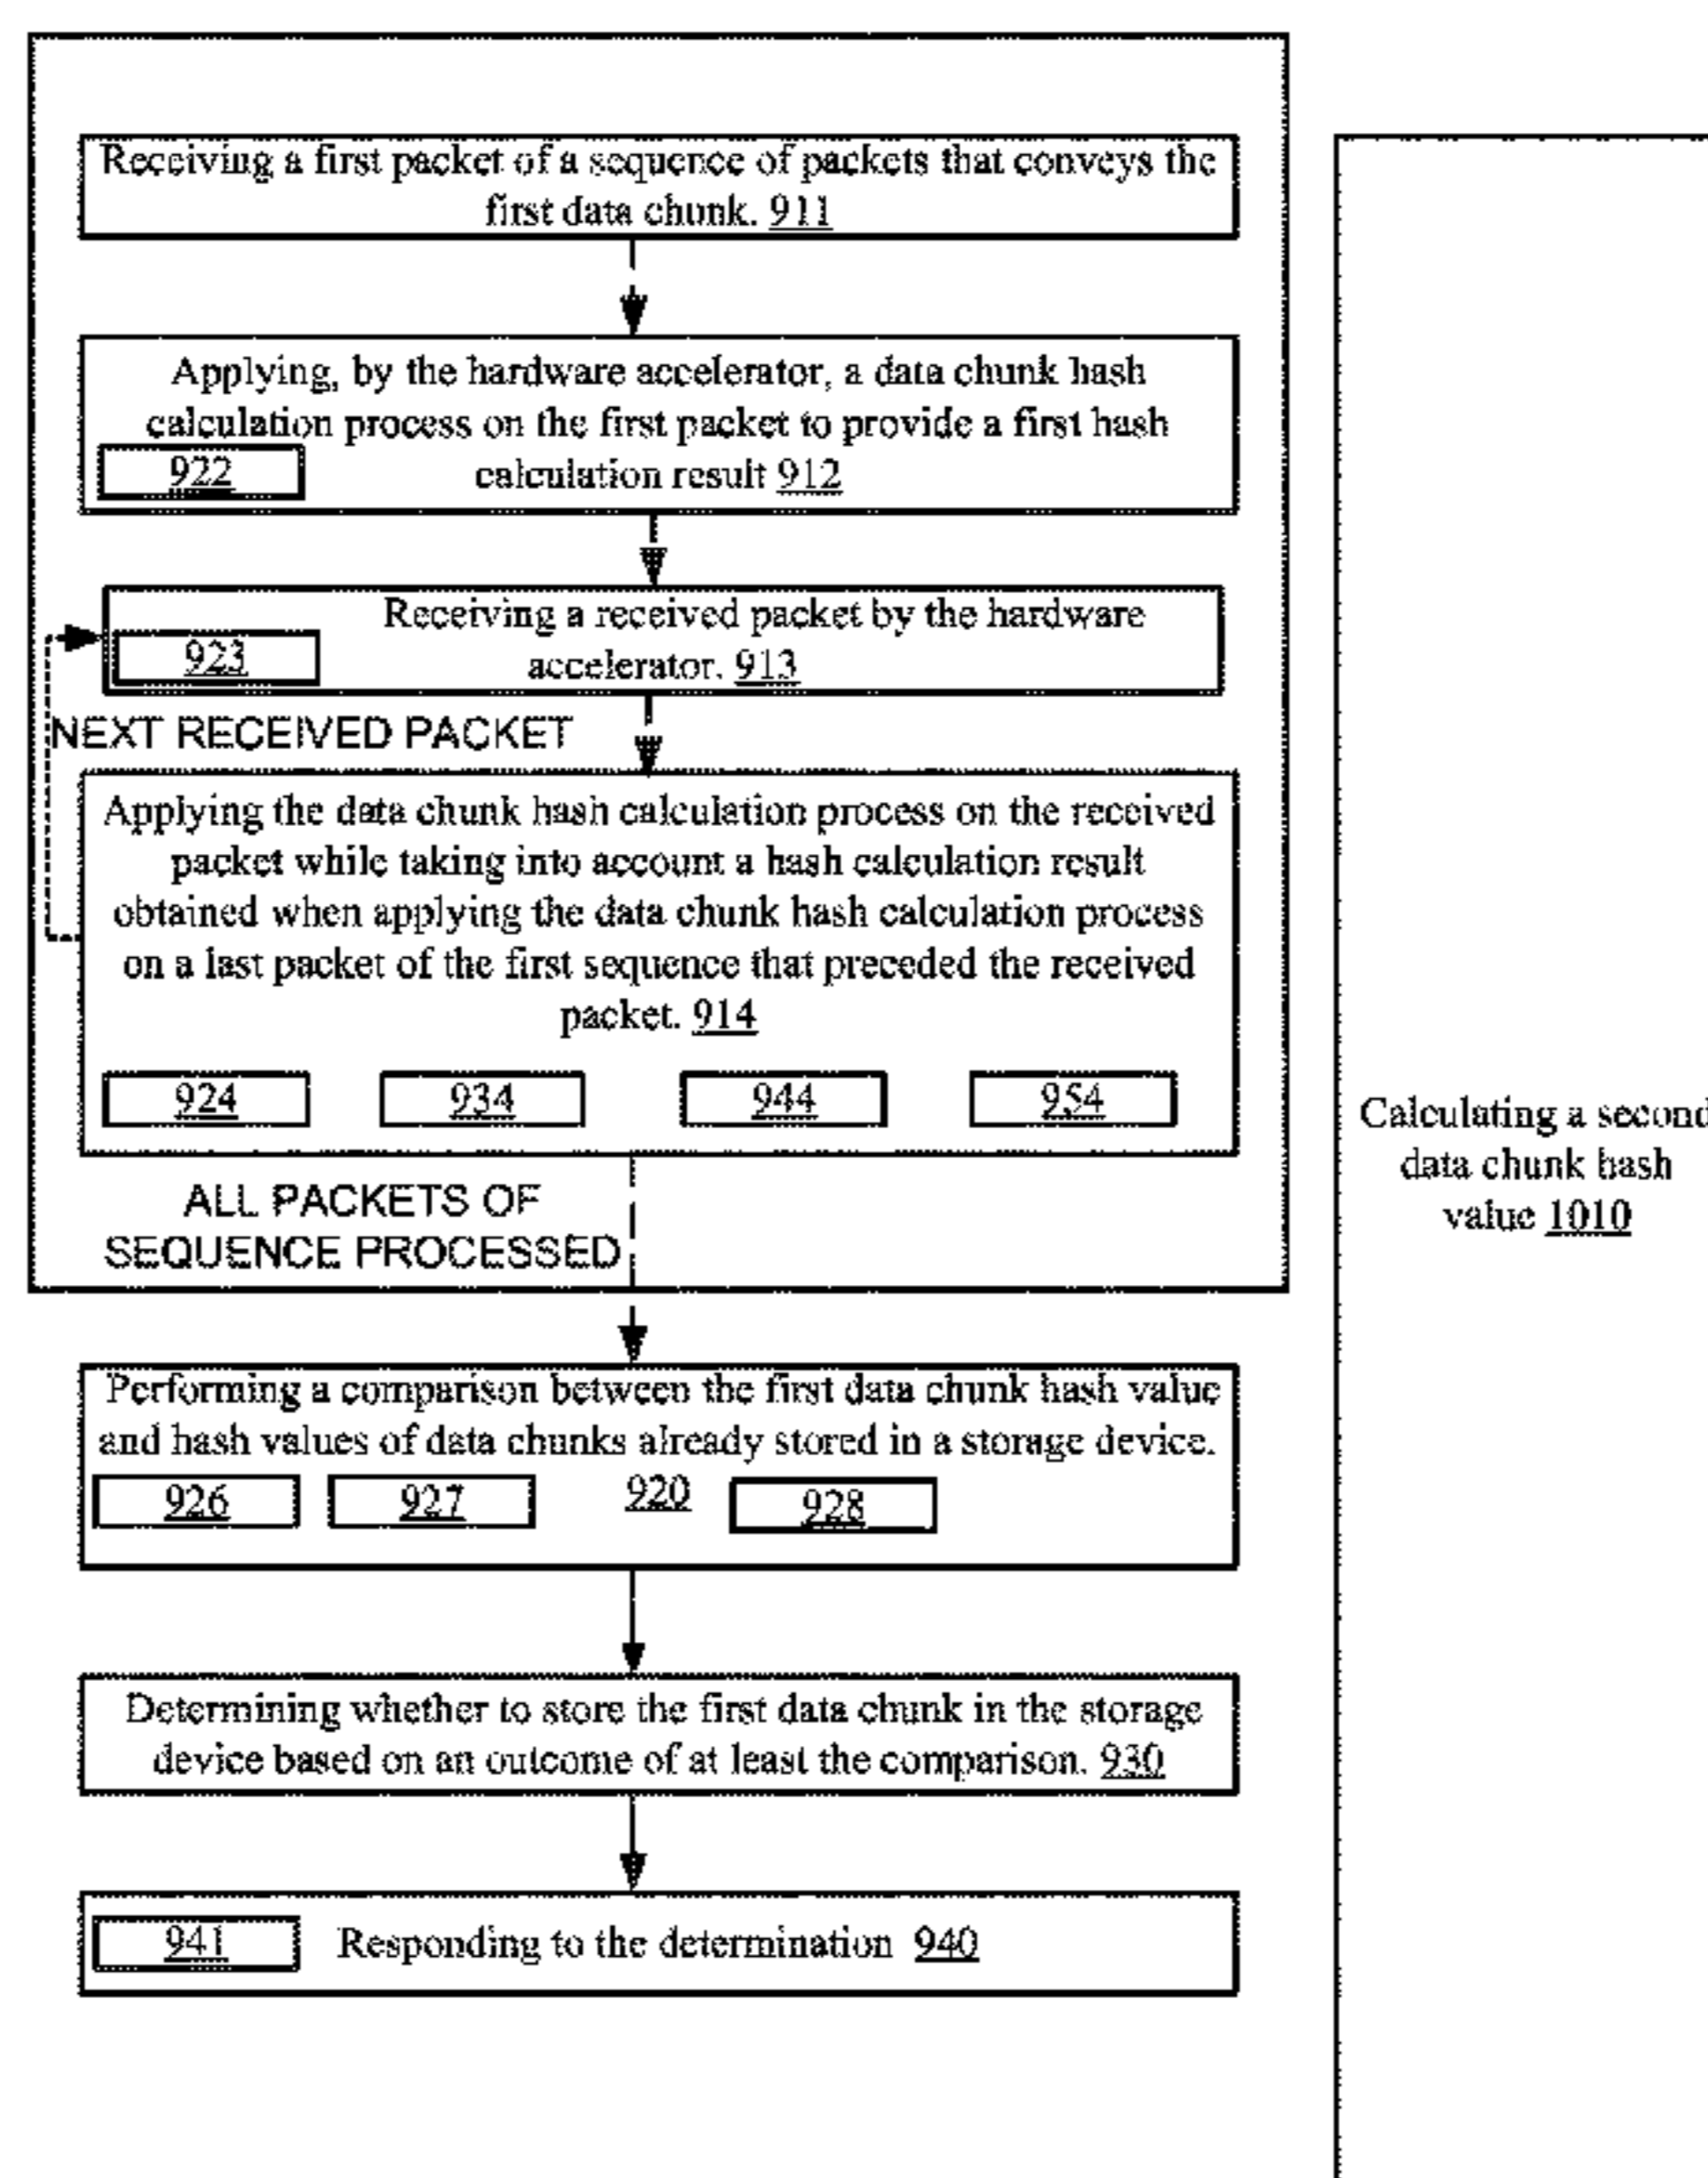 Receiving a first packet of a sequence of packets that conveys the
first data chunk. 911
Applying, by the hardware accelerator, a data chunk hash
calculation process on the first packet to provide a first hash
922
calculation result 912
Receiving a received packet by the hardware
923
accelerator. 913
NEXT RECEIVED PACKET
Applying the data chunk hash calculation process on the received
packet while taking into account a hash calculation result
obtained when applying the data chunk hash calculation process
on a last packet of the first sequence that preceded the received
packet. 914
924 934 944 954
ALL PACKETS OF
SEQUENCE PROCESSED
Performing a comparison between the first data chunk hash value
and hash values of data chunks already stored in a storage device.
926 927 920 928
Determining whether to store the first data chunk in the storage
device based on an outcome of at least the comparison. 930
941 Responding to the determination 940
Calculating a second
data chunk hash
value 1010